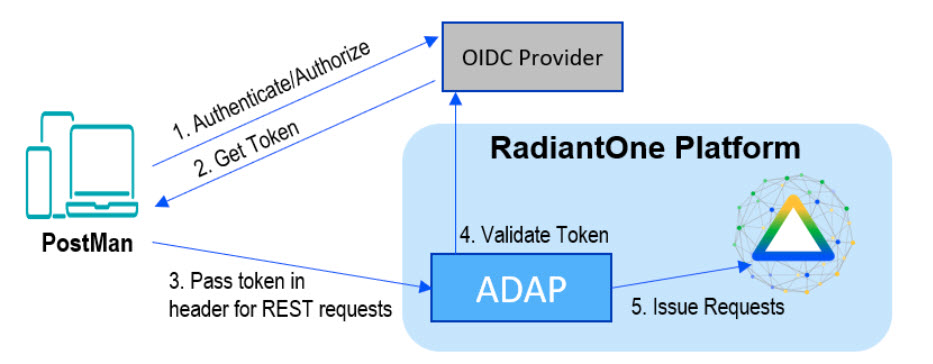 1. Authenticate/Authorize
OIDC Provider
2. Get Token
RadiantOne Platform
PostMan
4. Validate Token
3. Pass token in
header for REST requests
ADAP
5. Issue Requests